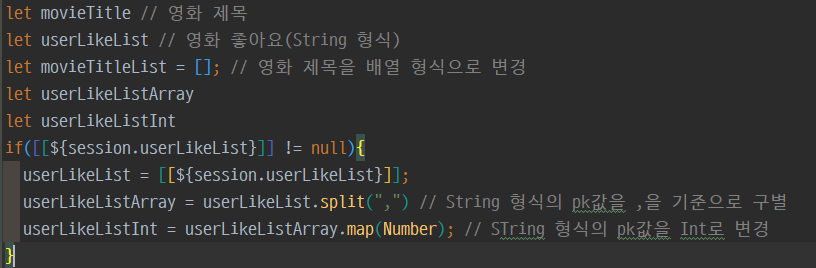 let movieTitle // 영화 제목
let userLikeList // 영화 좋아요(String 형식)
let movieTitleList = []; // 영화 제목을 배열 형식으로 변경
let userLikeListArray
let userLikeListInt
if([[${session.userLikeList}]] != null){
userLikeList = [[${session.userLikeList}]];
userLikeListArray = userLikeList.split(",") // String 형식의 pk값을 ,을 기준으로 구별
userLikeListInt = userLikeListArray.map(Number); // STring 형식의 pk값을 Int로 변경
}